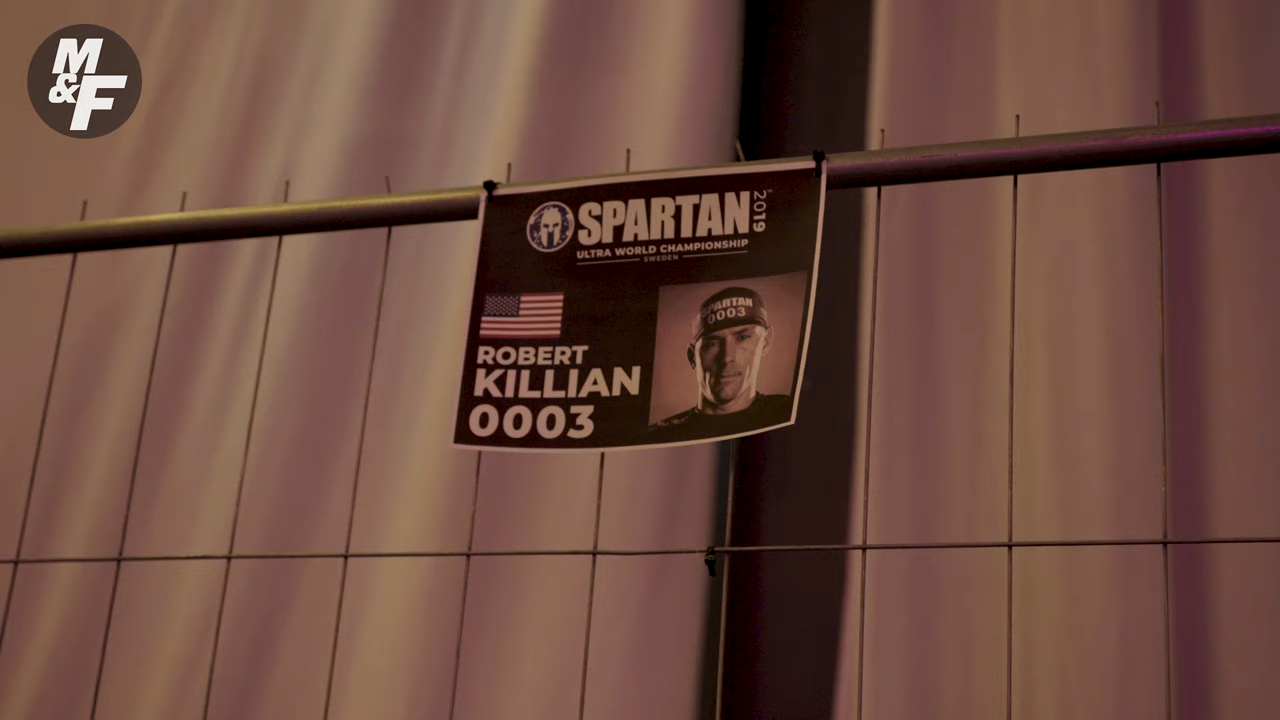 M
&F
SPARTAN 2019
ULTRA WORLD CHAMPIONSHIP
SWEDEN
SPARTAN
0003
ROBERT
KILLIAN
0003